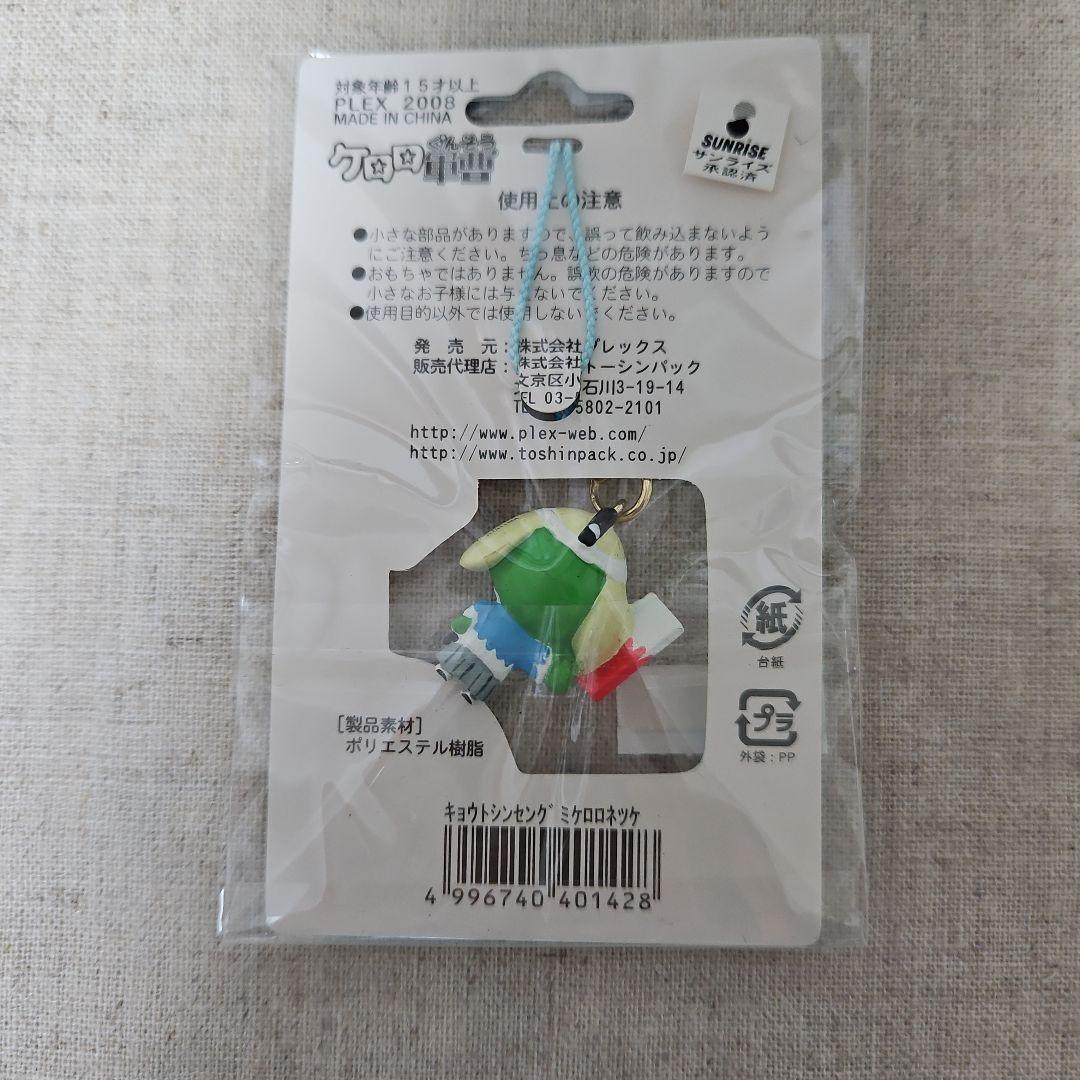 対象年齢15才以上
PLEX 2008
MADE IN CHINA
ケロロ軍曹
ぐんそう
SUNRISE
サンライズ
承認済
使用上の注意
●小さな部品がありますので、誤って飲み込まないよう
にご注意ください。ちっ息などの危険があります。
●おもちゃではありません。誤飲の危険がありますので
小さなお子様には与えないでください。
●使用目的以外では使用しないでください。
発 売 元:株式会社プレックス
販売代理店:株式会社トーシンパック
文京区小石川3-19-14
TEL 03-5802-2101
http://www.plex-web.com/
http://www.toshinpack.co.jp/
紙
台紙
プラ
外袋:PP
[製品素材]
ポリエステル樹脂
キョウトシンセングミケロロネツケ
4 996740 401428